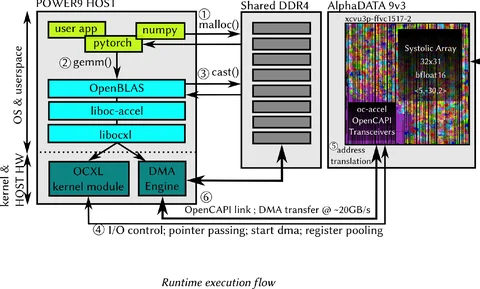 POWER9 HOST
Shared DDR4
AlphaDATA 9v3
xcvu3p-ffvc1517-2
①
malloc()
user app
numpy
pytorch
② gemm()
③ cast()
OpenBLAS
liboc-accel
libocxl
OS & userspace
kernel &
HOST HW
OCXL
kernel module
DMA
Engine
⑥
Systolic Array
32x31
bfloat16
<5,-30,2>
oc-accel
OpenCAPI
Transceivers
⑤address
translation
OpenCAPI link ; DMA transfer @ ~20GB/s
④ I/O control; pointer passing; start dma; register pooling
Runtime execution flow